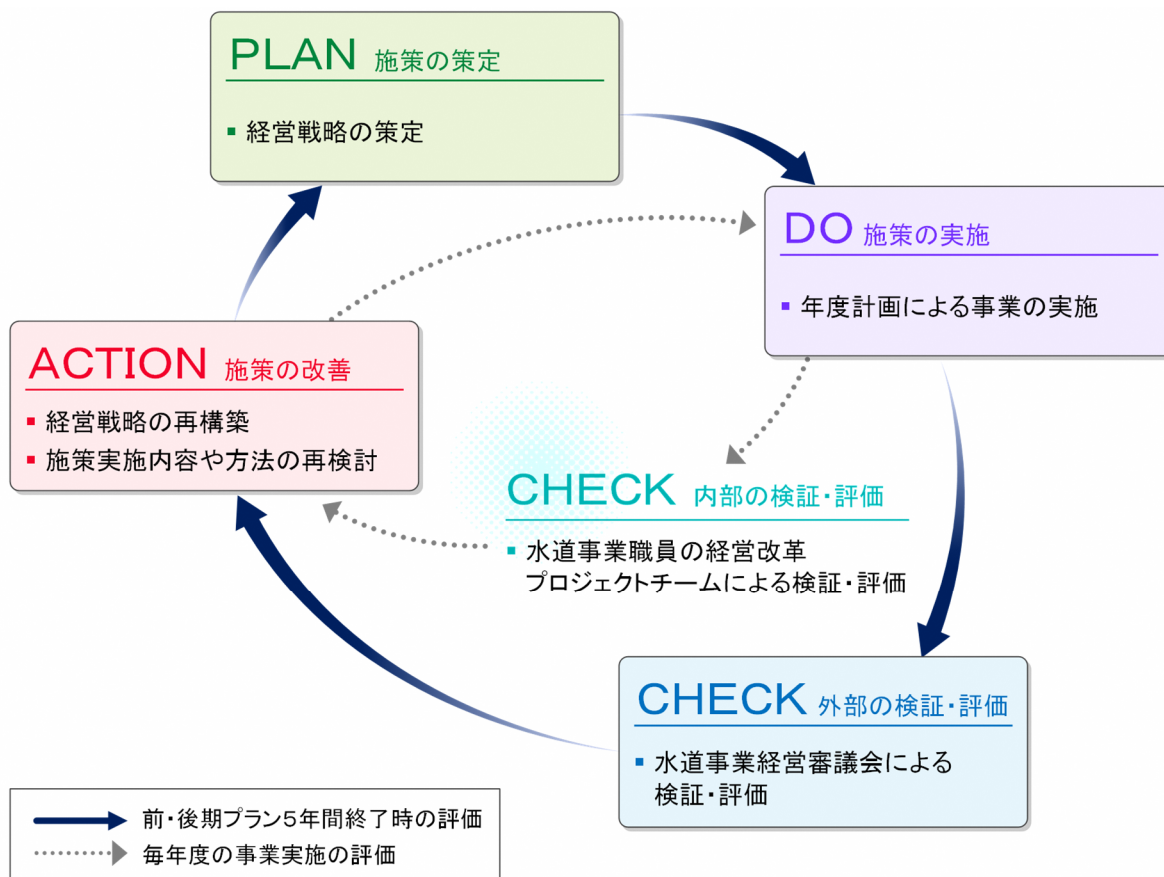 PLAN 施策の策定
▪ 経営戦略の策定
DO 施策の実施
▪ 年度計画による事業の実施
ACTION 施策の改善
▪ 経営戦略の再構築
▪ 施策実施内容や方法の再検討
CHECK 内部の検証・評価
▪ 水道事業職員の経営改革
プロジェクトチームによる検証・評価
CHECK 外部の検証・評価
▪ 水道事業経営審議会による
検証・評価
前・後期プラン5年間終了時の評価
毎年度の事業実施の評価